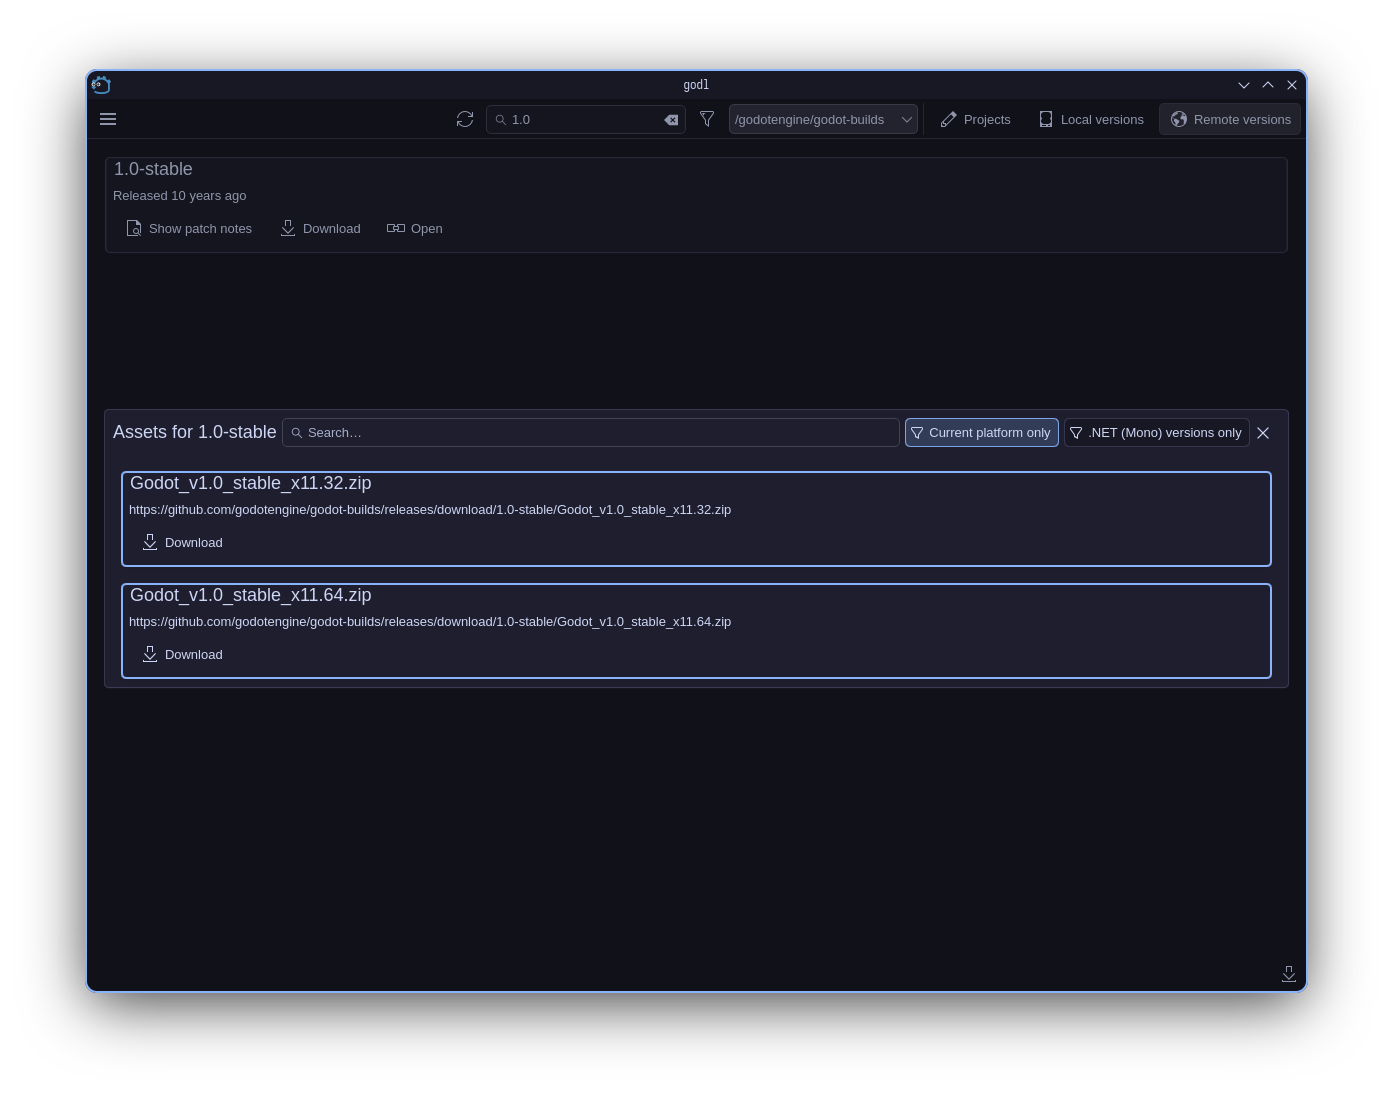 godl
1.0
/godotengine/godot-builds
Projects
Local versions
Remote versions
1.0-stable
Released 10 years ago
Show patch notes
Download
Open
Assets for 1.0-stable
Search...
Current platform only
.NET (Mono) versions only
Godot_v1.0_stable_x11.32.zip
https://github.com/godotengine/godot-builds/releases/download/1.0-stable/Godot_v1.0_stable_x11.32.zip
Download
Godot_v1.0_stable_x11.64.zip
https://github.com/godotengine/godot-builds/releases/download/1.0-stable/Godot_v1.0_stable_x11.64.zip
Download